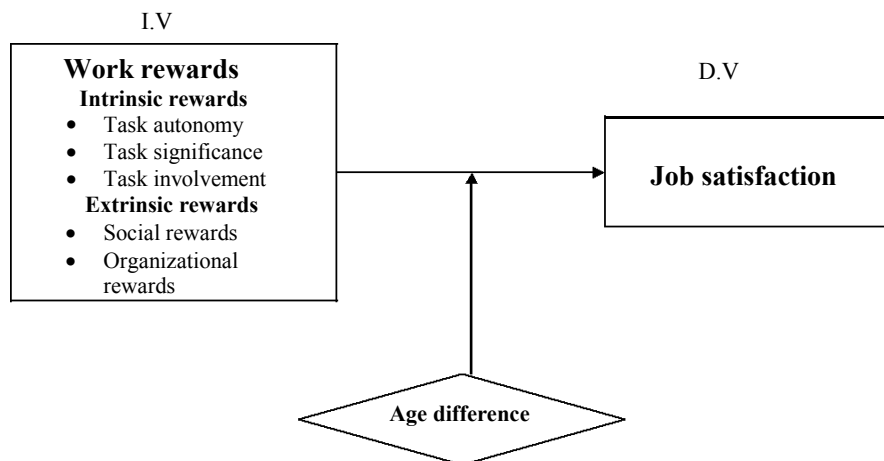 I.V
Work rewards
Intrinsic rewards
• Task autonomy
• Task significance
• Task involvement
Extrinsic rewards
• Social rewards
• Organizational
rewards
D.V
Job satisfaction
Age difference